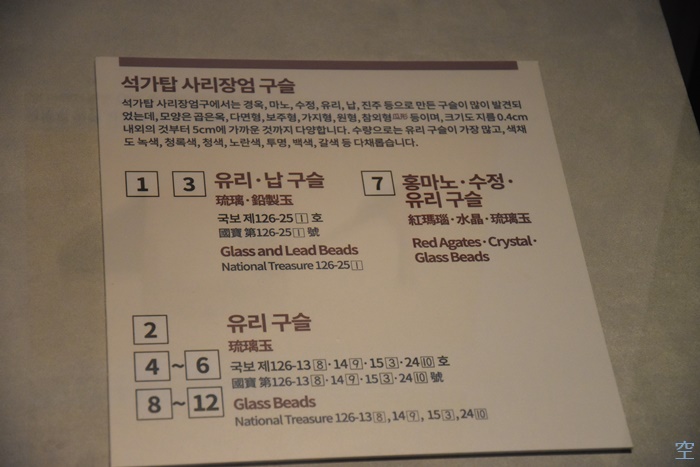 석가탑 사리장엄 구슬
석가탑 사리장엄구에서는 경옥, 마노, 수정, 유리, 납, 진주 등으로 만든 구슬이 많이 발견되
었는데, 모양은 곱은옥, 다면형, 보주형, 가지형, 원형, 참외형瓜形 등이며, 크기도 지름 0.4cm
내외의 것부터 5cm에 가까운 것까지 다양합니다. 수량으로는 유리 구슬이 가장 많고, 색채
도 녹색, 청록색, 청색, 노란색, 투명, 백색, 갈색 등 다채롭습니다.
1 3 유리·납 구슬
琉璃·鉛製玉
국보 제126-25 1 호
國寶 第126-25 1 號
Glass and Lead Beads
National Treasure 126-25 1
7 홍마노·수정·
유리 구슬
紅瑪瑙·水晶·琉璃玉
Red Agates·Crystal·
Glass Beads
2
4~6
8~12
유리 구슬
琉璃玉
국보 제126-13 8·14 9·15 3·24 10 호
國寶 第126-13 8·14 9·15 3·24 10 號
Glass Beads
National Treasure 126-13 8, 14 9, 15 3, 24 10
空